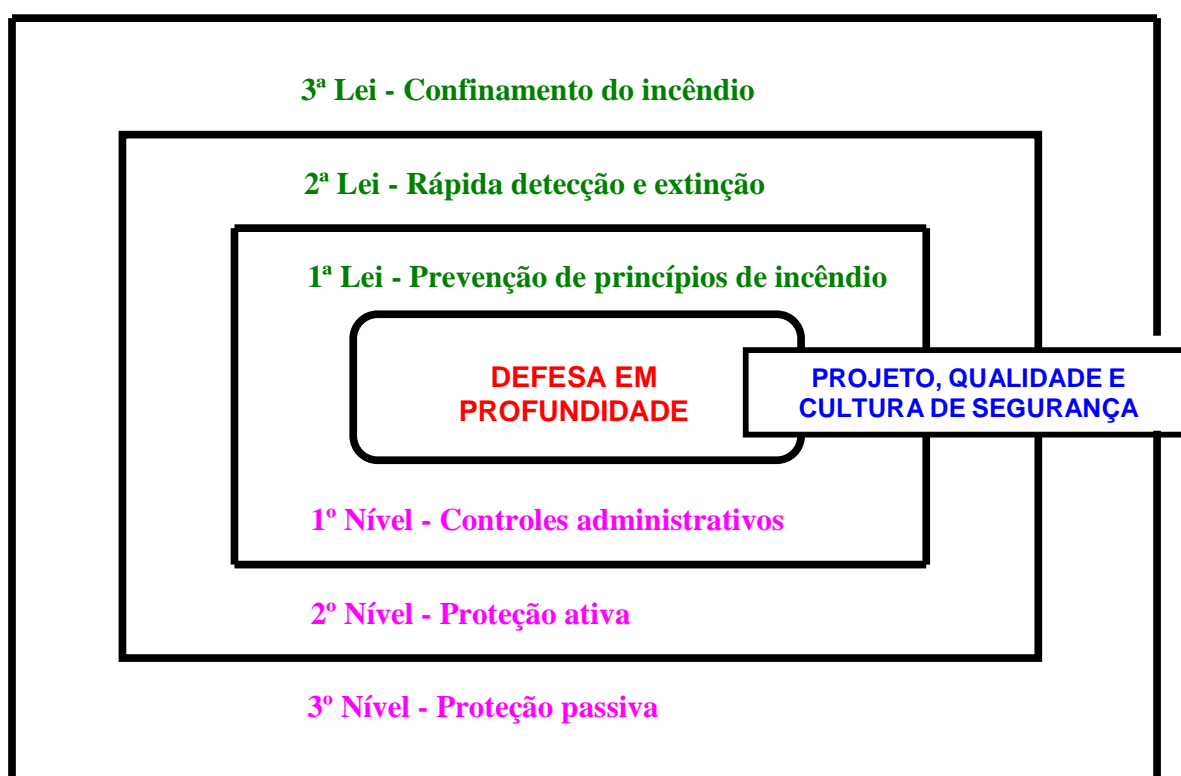 3ª Lei - Confinamento do incêndio
2ª Lei - Rápida detecção e extinção
1ª Lei - Prevenção de princípios de incêndio
DEFESA EM
PROFUNDIDADE
PROJETO, QUALIDADE E
CULTURA DE SEGURANÇA
1º Nível - Controles administrativos
2º Nível - Proteção ativa
3º Nível - Proteção passiva